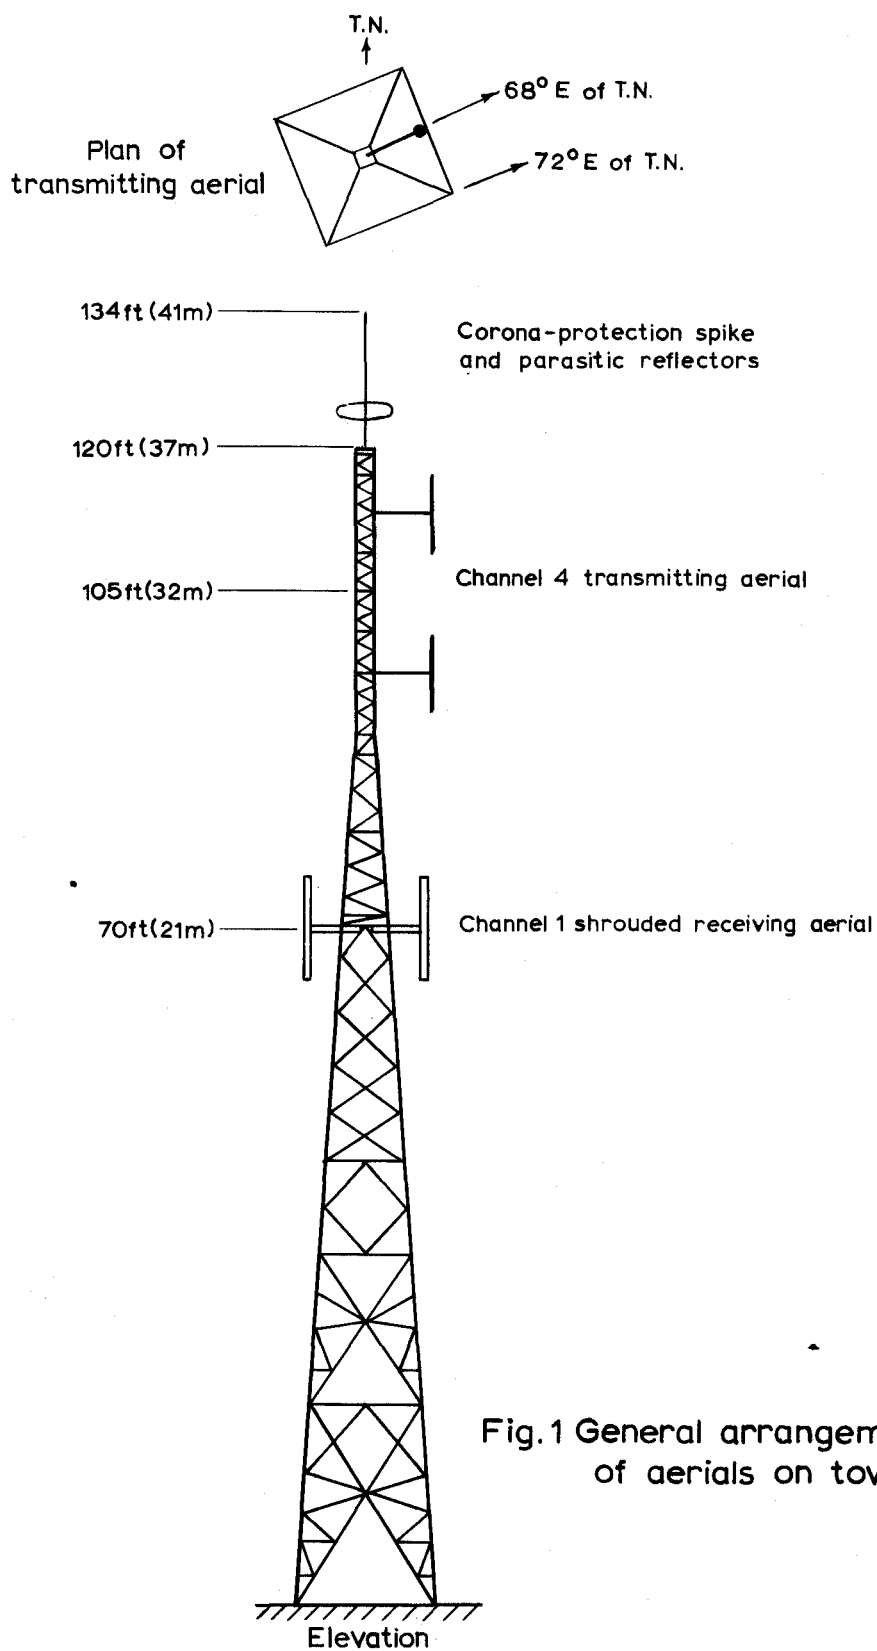 T.N.
68° E of T.N.
Plan of
transmitting aerial
72° E of T.N.
134ft (41m)
Corona-protection spike
and parasitic reflectors
120ft (37m)
Channel 4 transmitting aerial
105ft (32m)
70ft (21m)
Channel 1 shrouded receiving aerial
Fig. 1 General arrangem
of aerials on tow
Elevation